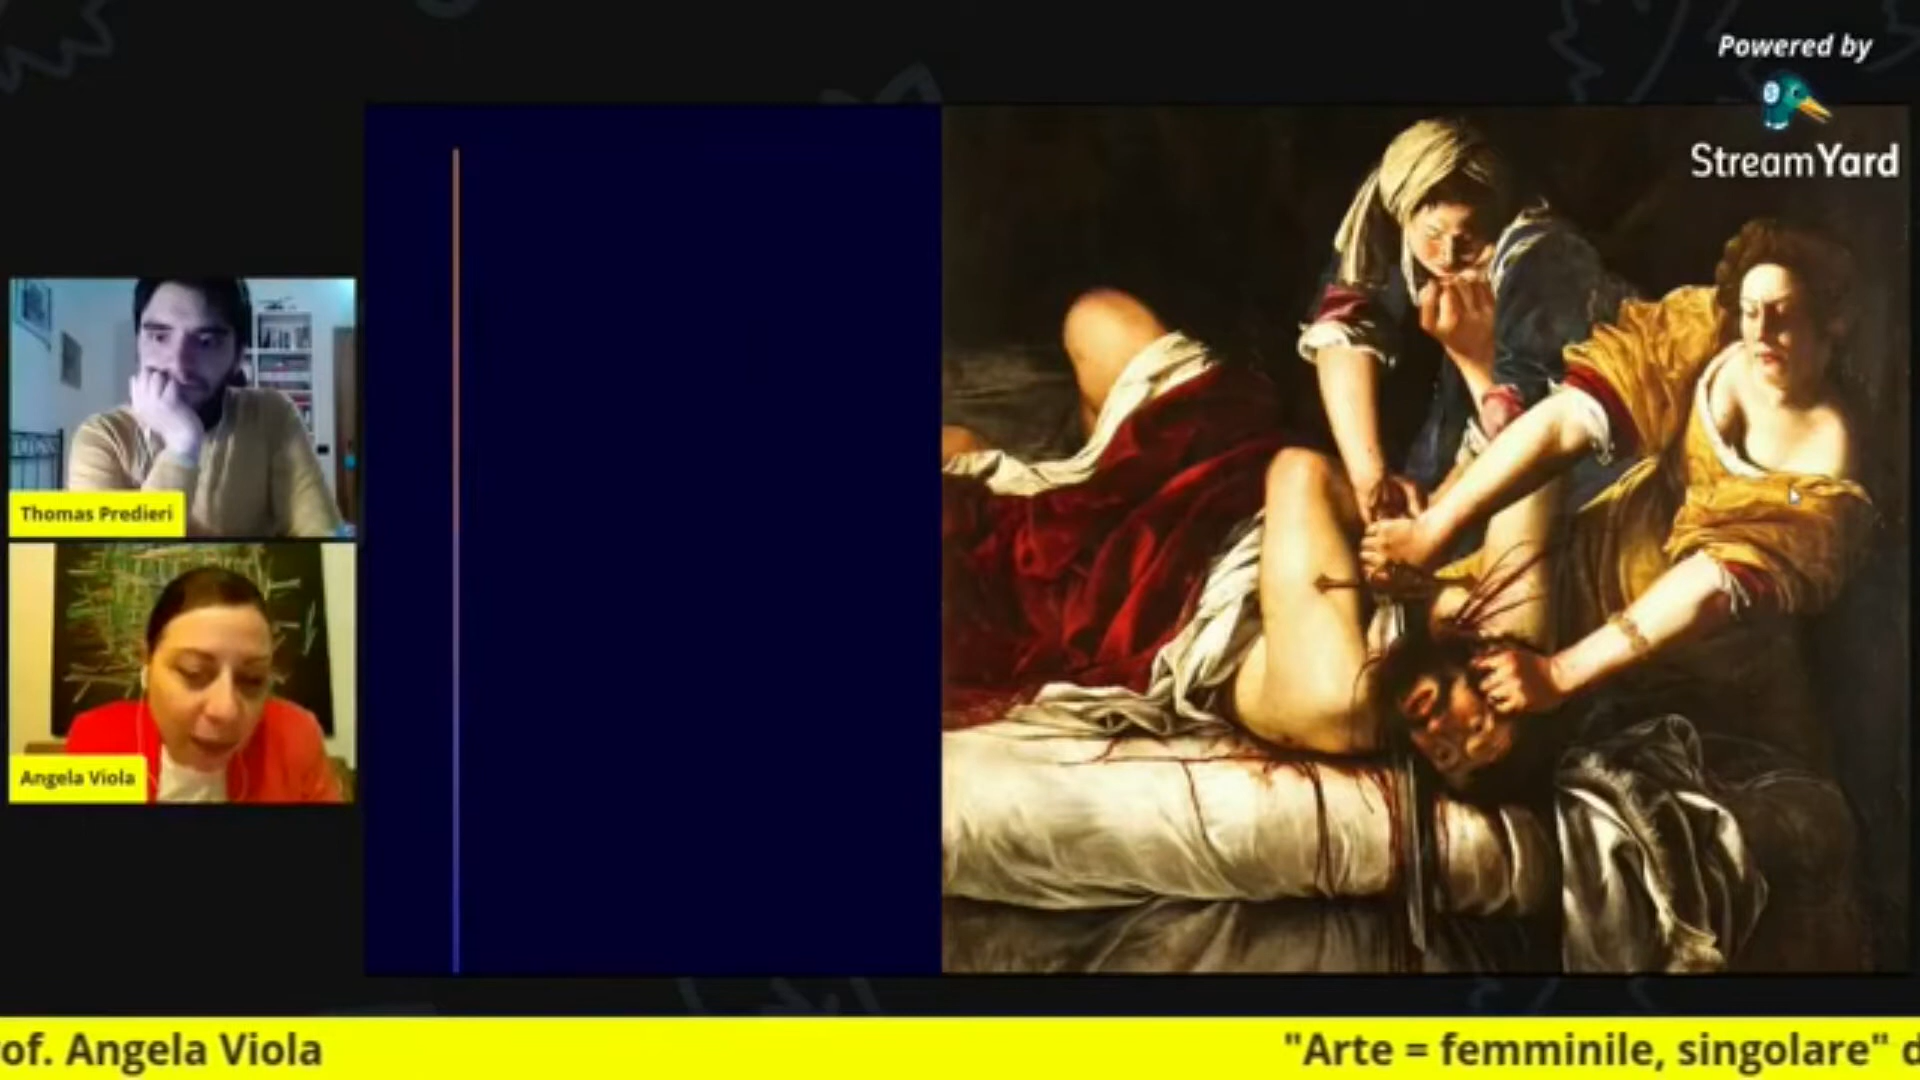 Powered by
StreamYard
Thomas Predieri
Angela Viola
of. Angela Viola
"Arte = femminile, singolare" d